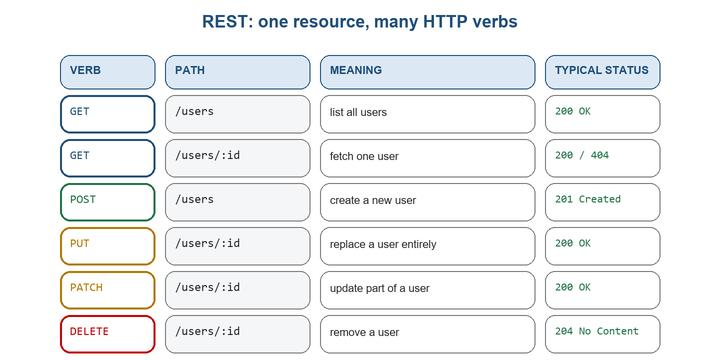 REST: one resource, many HTTP verbs
VERB PATH MEANING TYPICAL STATUS
GET /users list all users 200 OK
GET /users/:id fetch one user 200 / 404
POST /users create a new user 201 Created
PUT /users/:id replace a user entirely 200 OK
PATCH /users/:id update part of a user 200 OK
DELETE /users/:id remove a user 204 No Content